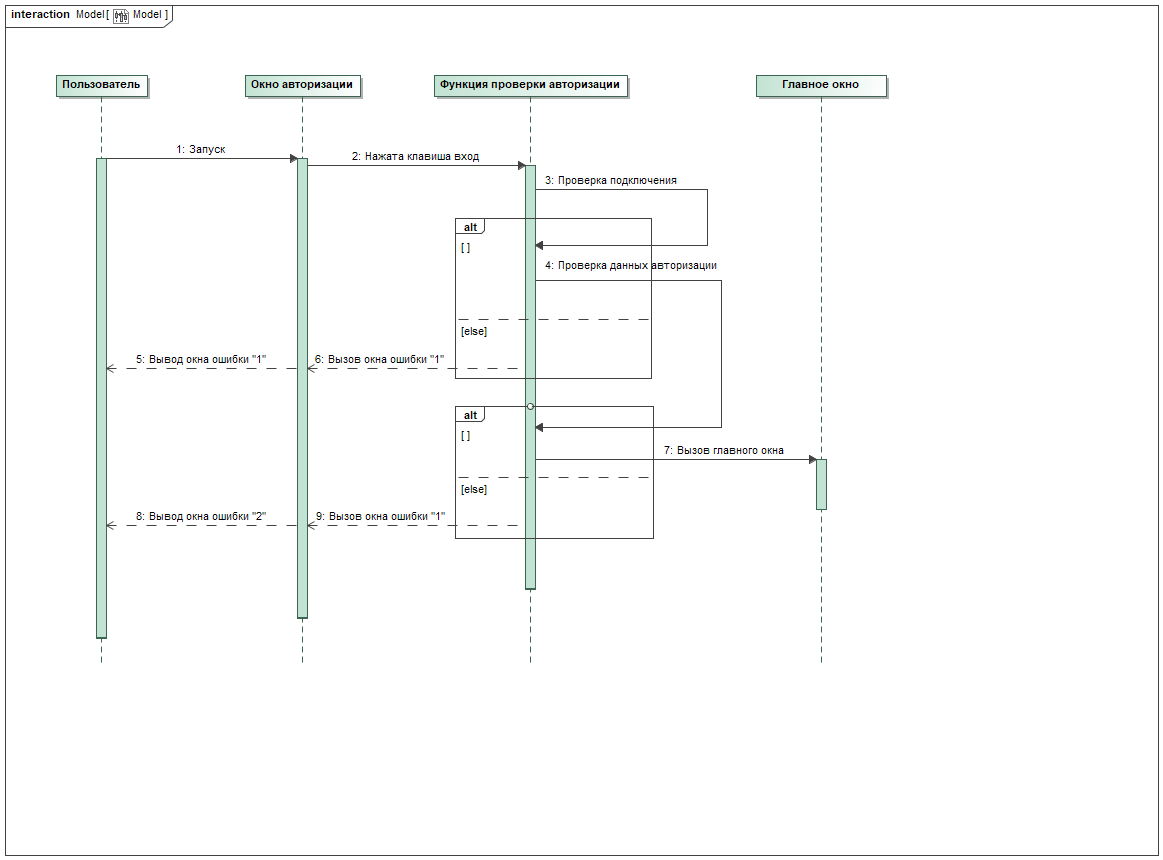 interaction Model[ Model ]
Пользователь
Окно авторизации
Функция проверки авторизации
Главное окно
1: Запуск
2: Нажата клавиша вход
3: Проверка подключения
alt
[ ]
4: Проверка данных авторизации
[else]
5: Вывод окна ошибки "1"
6: Вызов окна ошибки "1"
alt
[ ]
7: Вызов главного окна
[else]
8: Вывод окна ошибки "2"
9: Вызов окна ошибки "1"